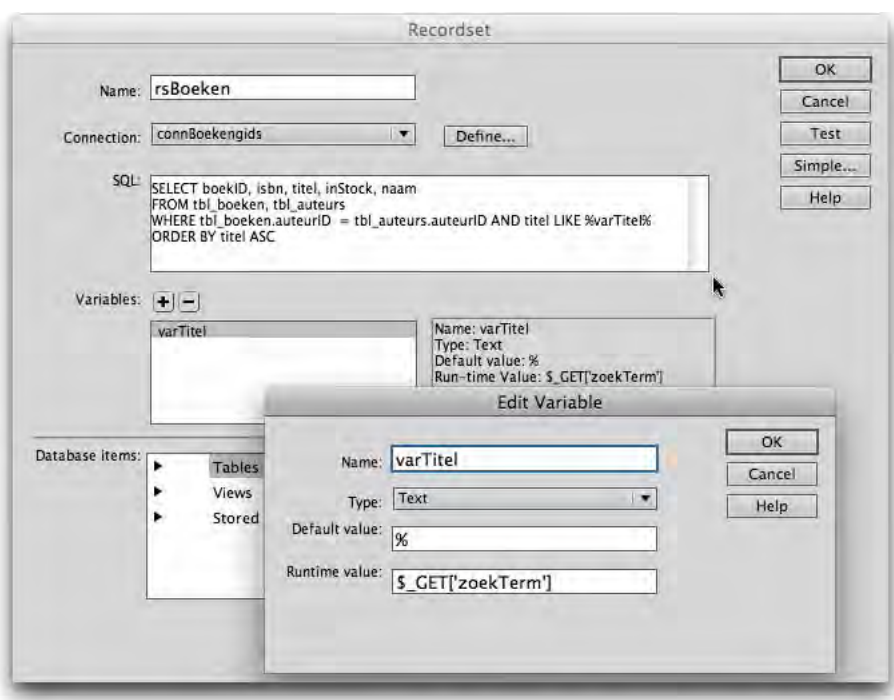 Recordset
Name: rsBoeken
OK
Cancel
Connection: connBoekengids
Define...
Test
Simple...
Help
SQL: SELECT boekID, isbn, titel, inStock, naam
FROM tbl_boeken, tbl_auteurs
WHERE tbl_boeken.auteurID = tbl_auteurs.auteurID AND titel LIKE %varTitel%
ORDER BY titel ASC
Variables: + −
varTitel
Name: varTitel
Type: Text
Default value: %
Run-time Value: $_GET['zoekTerm']
Database items:
Tables
Views
Stored
Edit Variable
Name: varTitel
Type: Text
Default value: %
Runtime value: $_GET['zoekTerm']
OK
Cancel
Help